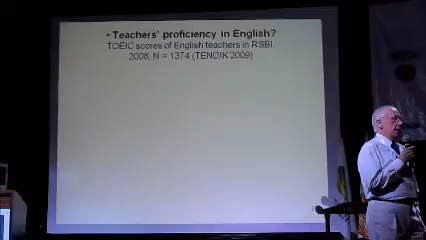 • Teachers' proficiency in English?
TOEIC scores of English teachers in RSBI.
2008, N = 1374 (TENDIK 2009)